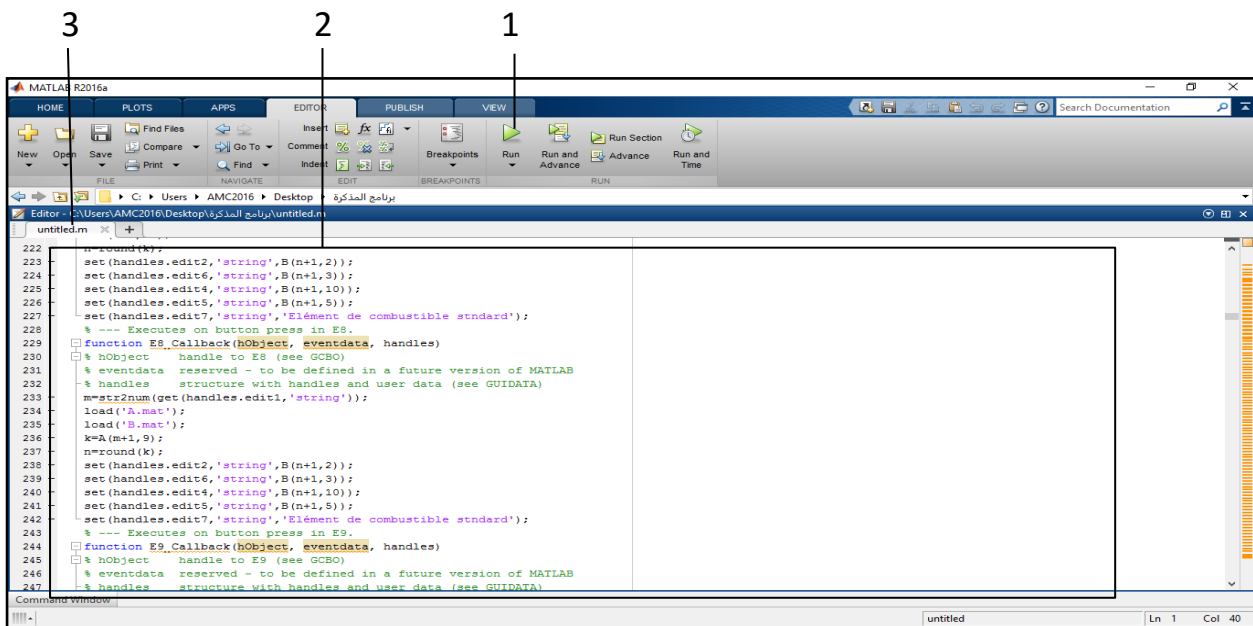 3 2 1
MATLAB R2016a
HOME PLOTS APPS EDITOR PUBLISH VIEW Search Documentation
Find Files Insert fx
Compare Go To Comment % Run Section
New Open Save Print Find Indent Breakpoints Run Run and Advance Advance Run and Time
FILE NAVIGATE EDIT BREAKPOINTS RUN
C: Users AMC2016 Desktop برنامج المذكرة
Editor - C:\Users\AMC2016\Desktop\برنامج المذكرة\untitled.m
untitled.m +
222 n=round(k);
223 set(handles.edit2,'string',B(n+1,2));
224 set(handles.edit6,'string',B(n+1,3));
225 set(handles.edit4,'string',B(n+1,10));
226 set(handles.edit5,'string',B(n+1,5));
227 set(handles.edit7,'string','Elément de combustible stndard');
228 % --- Executes on button press in E8.
229 function E8_Callback(hObject, eventdata, handles)
230 % hObject handle to E8 (see GCBO)
231 % eventdata reserved - to be defined in a future version of MATLAB
232 % handles structure with handles and user data (see GUIDATA)
233 m=str2num(get(handles.edit1,'string'));
234 load('A.mat');
235 load('B.mat');
236 k=A(m+1,9);
237 n=round(k);
238 set(handles.edit2,'string',B(n+1,2));
239 set(handles.edit6,'string',B(n+1,3));
240 set(handles.edit4,'string',B(n+1,10));
241 set(handles.edit5,'string',B(n+1,5));
242 set(handles.edit7,'string','Elément de combustible stndard');
243 % --- Executes on button press in E9.
244 function E9_Callback(hObject, eventdata, handles)
245 % hObject handle to E9 (see GCBO)
246 % eventdata reserved - to be defined in a future version of MATLAB
247 % handles structure with handles and user data (see GUIDATA)
Command Window
untitled Ln 1 Col 40